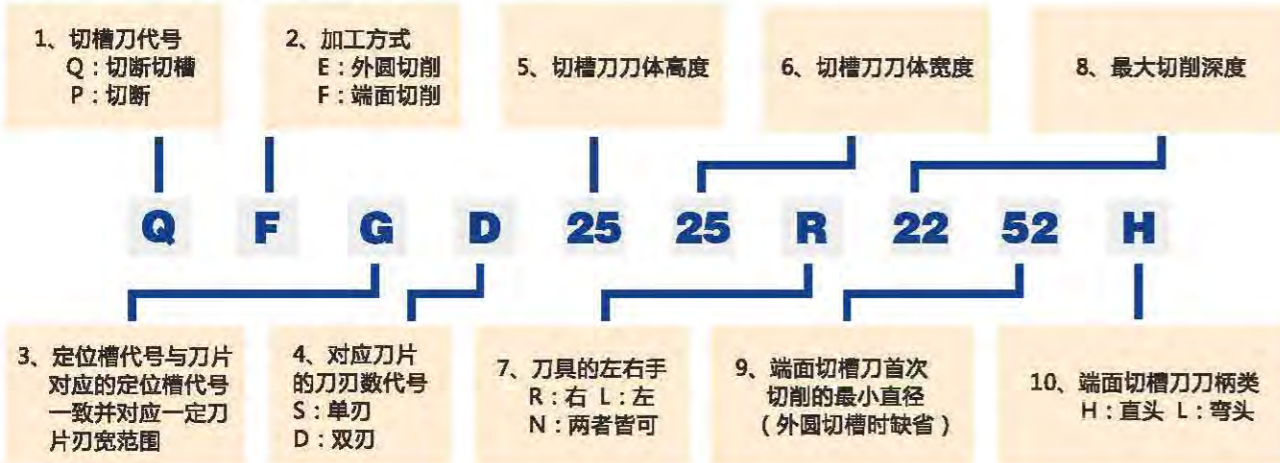 1、切槽刀代号
Q：切断切槽
P：切断
2、加工方式
E：外圆切削
F：端面切削
5、切槽刀刀体高度
6、切槽刀刀体宽度
8、最大切削深度
Q F G D 25 25 R 22 52 H
3、定位槽代号与刀片
对应的定位槽代号
一致并对应一定刀
片刃宽范围
4、对应刀片
的刀刃数代号
S：单刃
D：双刃
7、刀具的左右手
R：右 L：左
N：两者皆可
9、端面切槽刀首次
切削的最小直径
（外圆切槽时缺省）
10、端面切槽刀刀柄类
H：直头 L：弯头